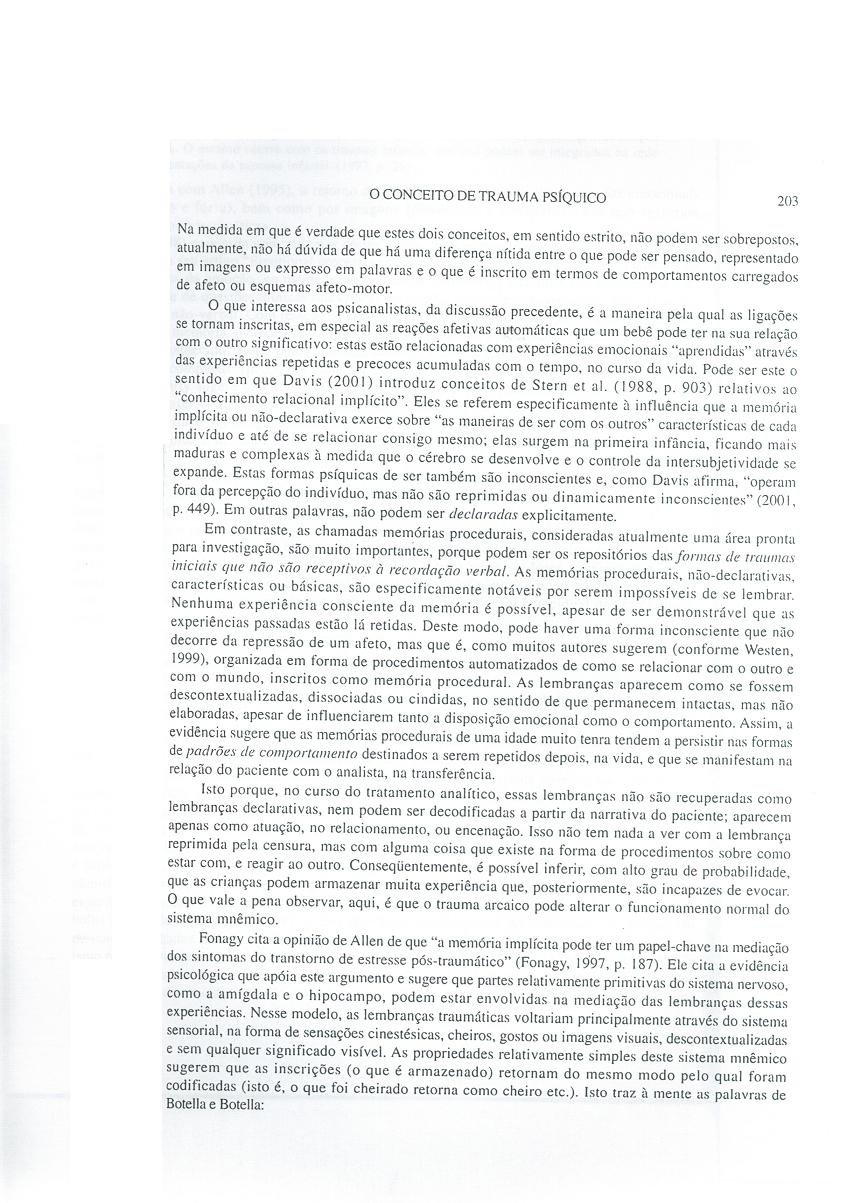 O CONCEITO DE TRAUMA PSÍQUICO 203
Na medida em que é verdade que estes dois conceitos, em sentido estrito, não podem ser sobrepostos,
atualmente, não há dúvida de que há uma diferença nítida entre o que pode ser pensado, representado
em imagens ou expresso em palavras e o que é inscrito em termos de comportamentos carregados
de afeto ou esquemas afeto-motor.
O que interessa aos psicanalistas, da discussão precedente, é a maneira pela qual as ligações
se tornam inscritas, em especial as reações afetivas automáticas que um bebê pode ter na sua relação
com o outro significativo: estas estão relacionadas com experiências emocionais “aprendidas” através
das experiências repetidas e precoces acumuladas com o tempo, no curso da vida. Pode ser este o
sentido em que Davis (2001) introduz conceitos de Stern et al. (1988, p. 903) relativos ao
“conhecimento relacional implícito”. Eles se referem especificamente à influência que a memória
implícita ou não-declarativa exerce sobre “as maneiras de ser com os outros” características de cada
indivíduo e até de se relacionar consigo mesmo; elas surgem na primeira infância, ficando mais
maduras e complexas à medida que o cérebro se desenvolve e o controle da intersubjetividade se
expande. Estas formas psíquicas de ser também são inconscientes e, como Davis afirma, “operam
fora da percepção do indivíduo, mas não são reprimidas ou dinamicamente inconscientes” (2001,
p. 449). Em outras palavras, não podem ser declaradas explicitamente.
Em contraste, as chamadas memórias procedurais, consideradas atualmente uma área pronta
para investigação, são muito importantes, porque podem ser os repositórios das formas de traumas
iniciais que não são receptivos à recordação verbal. As memórias procedurais, não-declarativas,
características ou básicas, são especificamente notáveis por serem impossíveis de se lembrar.
Nenhuma experiência consciente da memória é possível, apesar de ser demonstrável que as
experiências passadas estão lá retidas. Deste modo, pode haver uma forma inconsciente que não
decorre da repressão de um afeto, mas que é, como muitos autores sugerem (conforme Westen,
1999), organizada em forma de procedimentos automatizados de como se relacionar com o outro e
com o mundo, inscritos como memória procedural. As lembranças aparecem como se fossem
descontextualizadas, dissociadas ou cindidas, no sentido de que permanecem intactas, mas não
elaboradas, apesar de influenciarem tanto a disposição emocional como o comportamento. Assim, a
evidência sugere que as memórias procedurais de uma idade muito tenra tendem a persistir nas formas
de padrões de comportamento destinados a serem repetidos depois, na vida, e que se manifestam na
relação do paciente com o analista, na transferência.
Isto porque, no curso do tratamento analítico, essas lembranças não são recuperadas como
lembranças declarativas, nem podem ser decodificadas a partir da narrativa do paciente; aparecem
apenas como atuação, no relacionamento, ou encenação. Isso não tem nada a ver com a lembrança
reprimida pela censura, mas com alguma coisa que existe na forma de procedimentos sobre como
estar com, e reagir ao outro. Conseqüentemente, é possível inferir, com alto grau de probabilidade,
que as crianças podem armazenar muita experiência que, posteriormente, são incapazes de evocar.
O que vale a pena observar, aqui, é que o trauma arcaico pode alterar o funcionamento normal do
sistema mnêmico.
Fonagy cita a opinião de Allen de que “a memória implícita pode ter um papel-chave na mediação
dos sintomas do transtorno de estresse pós-traumático” (Fonagy, 1997, p. 187). Ele cita a evidência
psicológica que apóia este argumento e sugere que partes relativamente primitivas do sistema nervoso,
como a amígdala e o hipocampo, podem estar envolvidas na mediação das lembranças dessas
experiências. Nesse modelo, as lembranças traumáticas voltariam principalmente através do sistema
sensorial, na forma de sensações cinestésicas, cheiros, gostos ou imagens visuais, descontextualizadas
e sem qualquer significado visível. As propriedades relativamente simples deste sistema mnêmico
sugerem que as inscrições (o que é armazenado) retornam do mesmo modo pelo qual foram
codificadas (isto é, o que foi cheirado retorna como cheiro etc.). Isto traz à mente as palavras de
Botella e Botella: